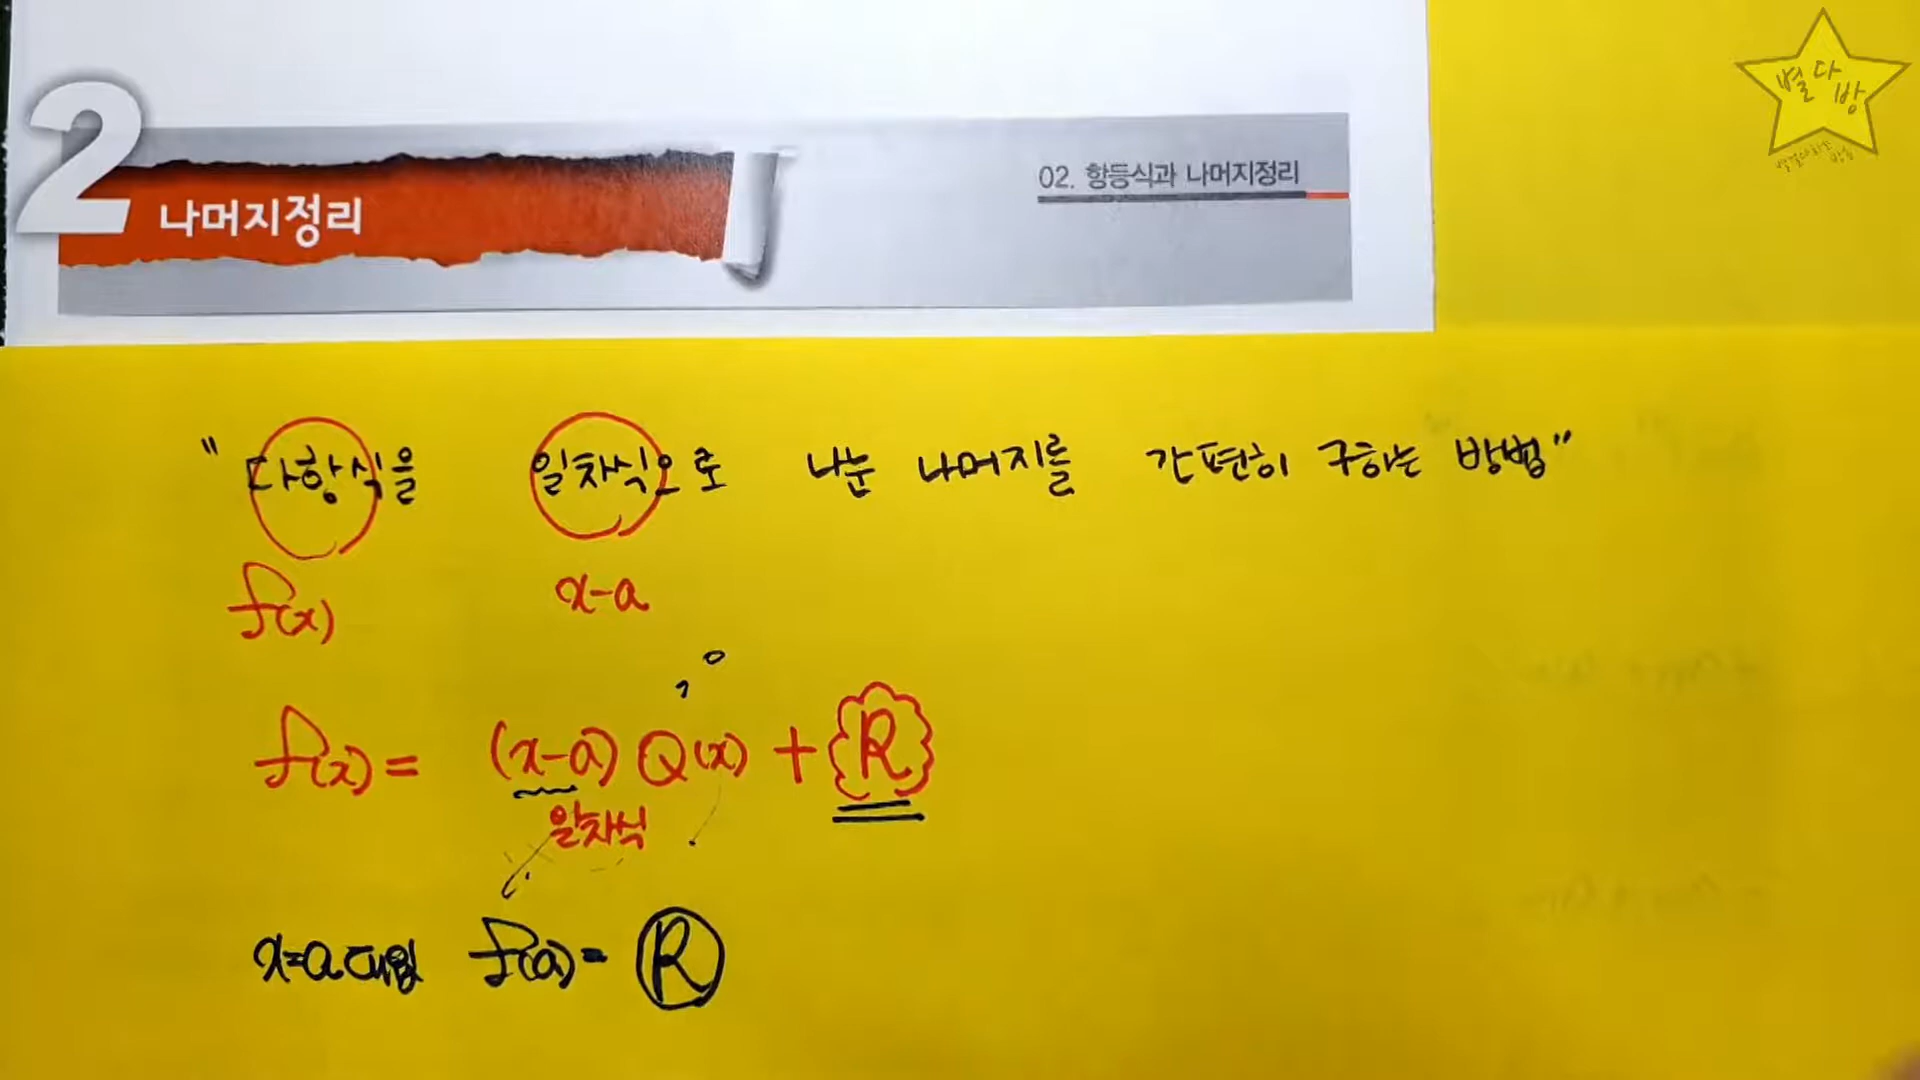 별다방
2
나머지정리
02. 항등식과 나머지정리
"다항식을 일차식으로 나눈 나머지를 간편히 구하는 방법"
f(x) x-a
f(x) = (x-a) Q(x) + R
일차식
x=a 대입 f(a) = R